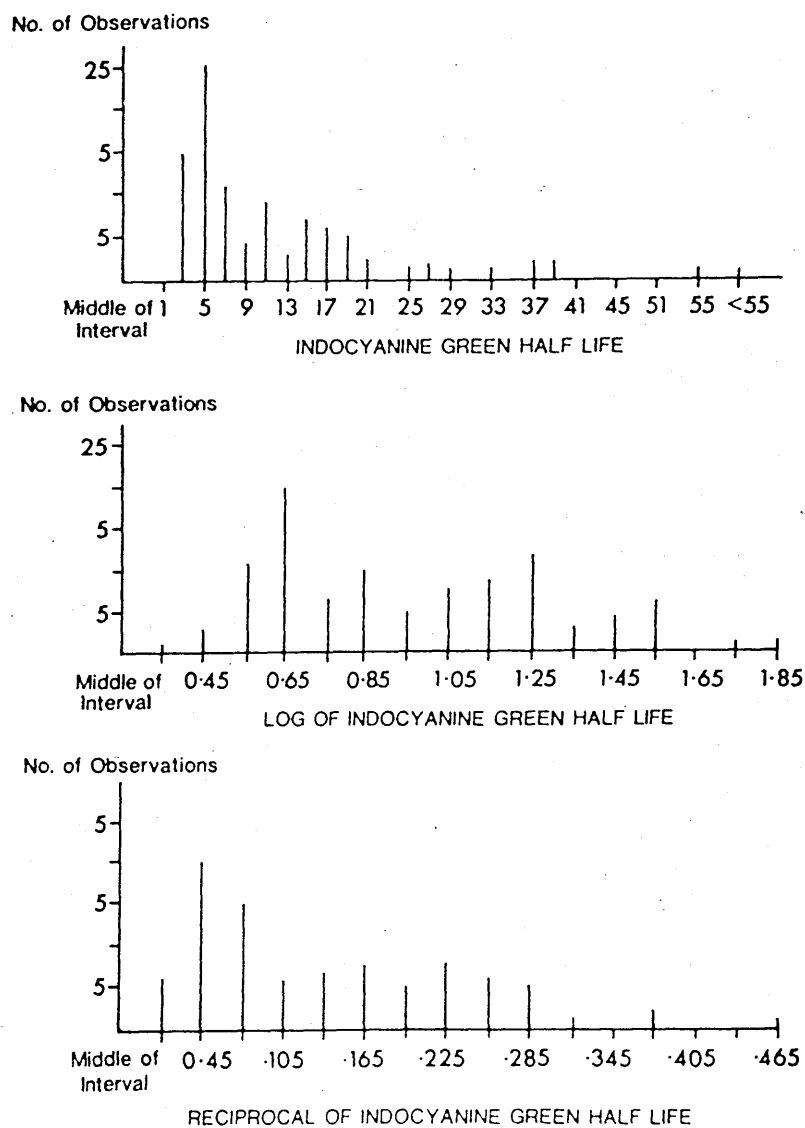 No. of Observations
25
5
5
Middle of 1 5 9 13 17 21 25 29 33 37 41 45 51 55 <55
Interval
INDOCYANINE GREEN HALF LIFE
No. of Observations
25
5
5
Middle of 0·45 0·65 0·85 1·05 1·25 1·45 1·65 1·85
Interval
LOG OF INDOCYANINE GREEN HALF LIFE
No. of Observations
5
5
5
Middle of 0·45 ·105 ·165 ·225 ·285 ·345 ·405 ·465
Interval
RECIPROCAL OF INDOCYANINE GREEN HALF LIFE